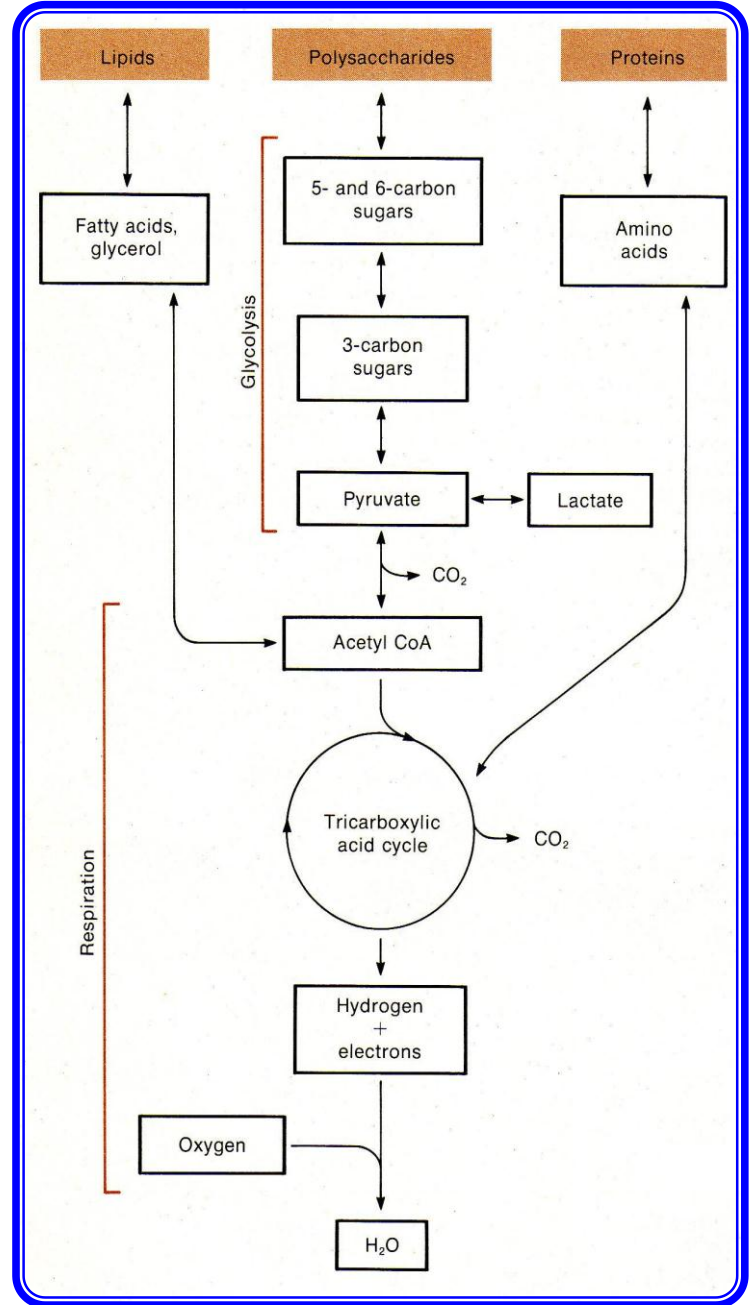 Lipids
Polysaccharides
Proteins
5- and 6-carbon
sugars
Fatty acids,
glycerol
Amino
acids
Glycolysis
3-carbon
sugars
Pyruvate
Lactate
CO₂
Acetyl CoA
Tricarboxylic
acid cycle
CO₂
Respiration
Hydrogen
+
electrons
Oxygen
H₂O